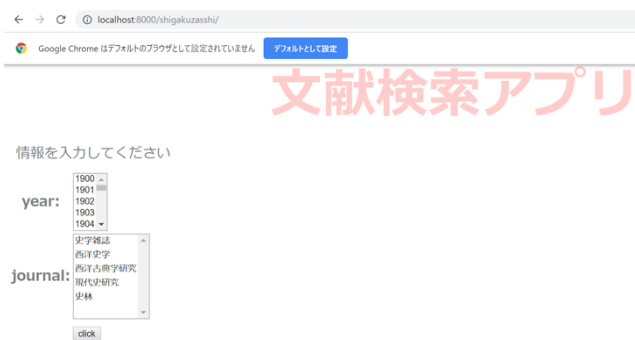 localhost:8000/shigakuzasshi/
Google Chrome はデフォルトのブラウザとして設定されていません デフォルトとして設定
文献検索アプリ
情報を入力してください
year:
1900
1901
1902
1903
1904
journal:
史学雑誌
西洋史学
西洋古典学研究
現代史研究
史林
click